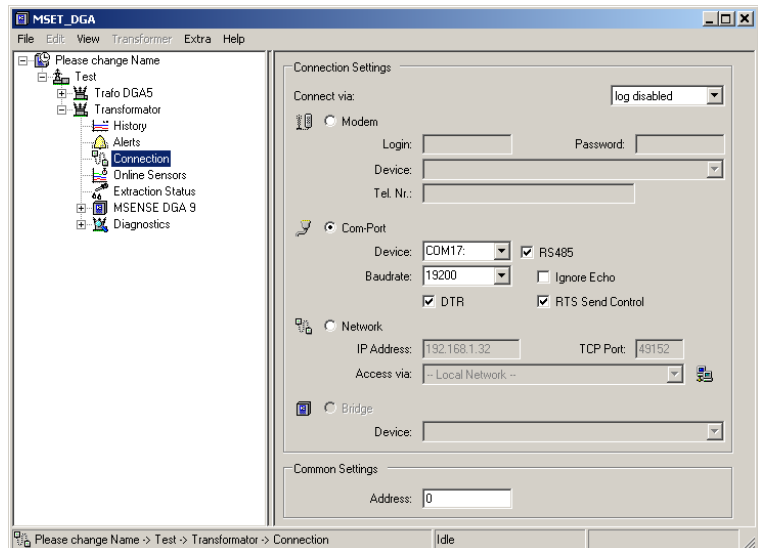 MSET_DGA
File Edit View Transformer Extra Help
Please change Name
Test
Trafo DGA5
Transformator
History
Alerts
Connection
Online Sensors
Extraction Status
MSENSE DGA 9
Diagnostics
Connection Settings
Connect via: log disabled
Modem
Login: Password:
Device:
Tel. Nr.:
Com-Port
Device: COM17: RS485
Baudrate: 19200 Ignore Echo
DTR RTS Send Control
Network
IP Address: 192.168.1.32 TCP Port: 49152
Access via: -- Local Network --
Bridge
Device:
Common Settings
Address: 0
Please change Name -> Test -> Transformator -> Connection Idle